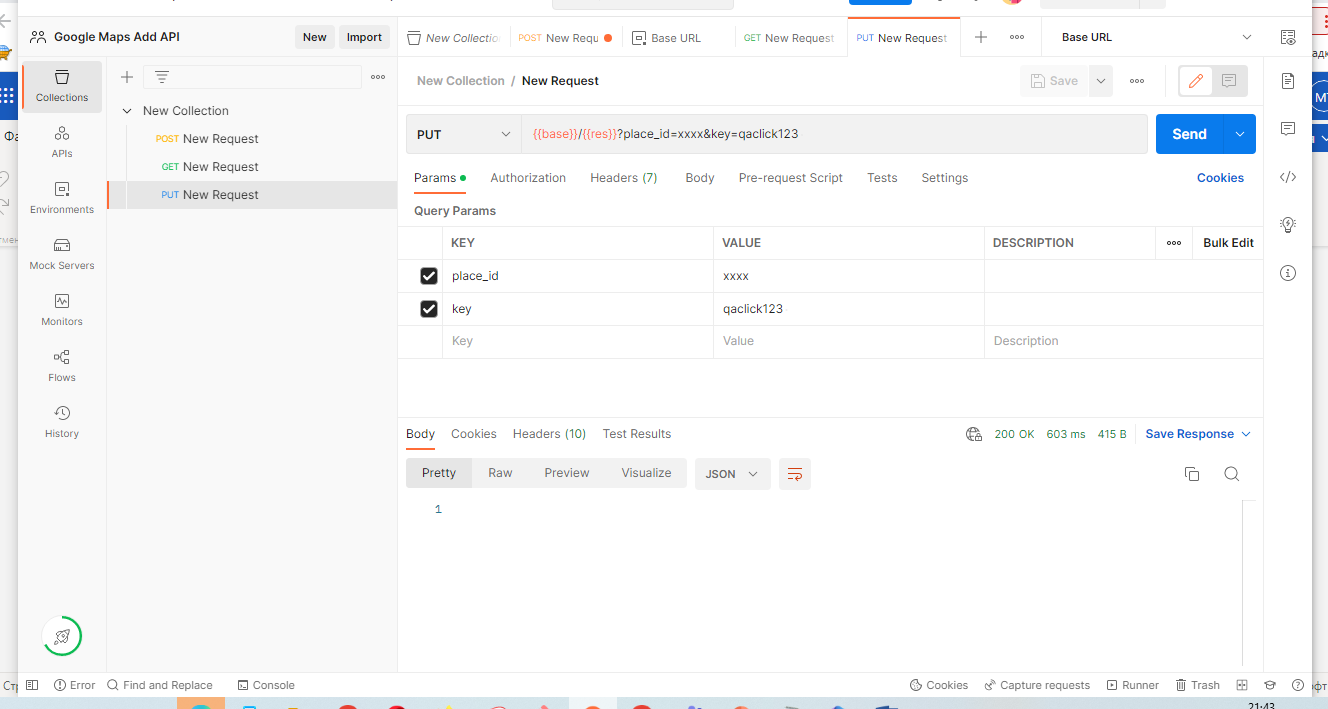 Google Maps Add API
New
Import
New Collectio
POST New Requ
Base URL
GET New Request
PUT New Request
Base URL
Collections
APIs
Environments
Mock Servers
Monitors
Flows
History
New Collection
POST New Request
GET New Request
PUT New Request
New Collection / New Request
Save
PUT
{{base}}/{{res}}?place_id=xxxx&key=qaclick123
Send
Params
Authorization
Headers (7)
Body
Pre-request Script
Tests
Settings
Cookies
Query Params
KEY
VALUE
DESCRIPTION
Bulk Edit
place_id
xxxx
key
qaclick123
Key
Value
Description
Body
Cookies
Headers (10)
Test Results
200 OK
603 ms
415 B
Save Response
Pretty
Raw
Preview
Visualize
JSON
1
Error
Find and Replace
Console
Cookies
Capture requests
Runner
Trash
21:43